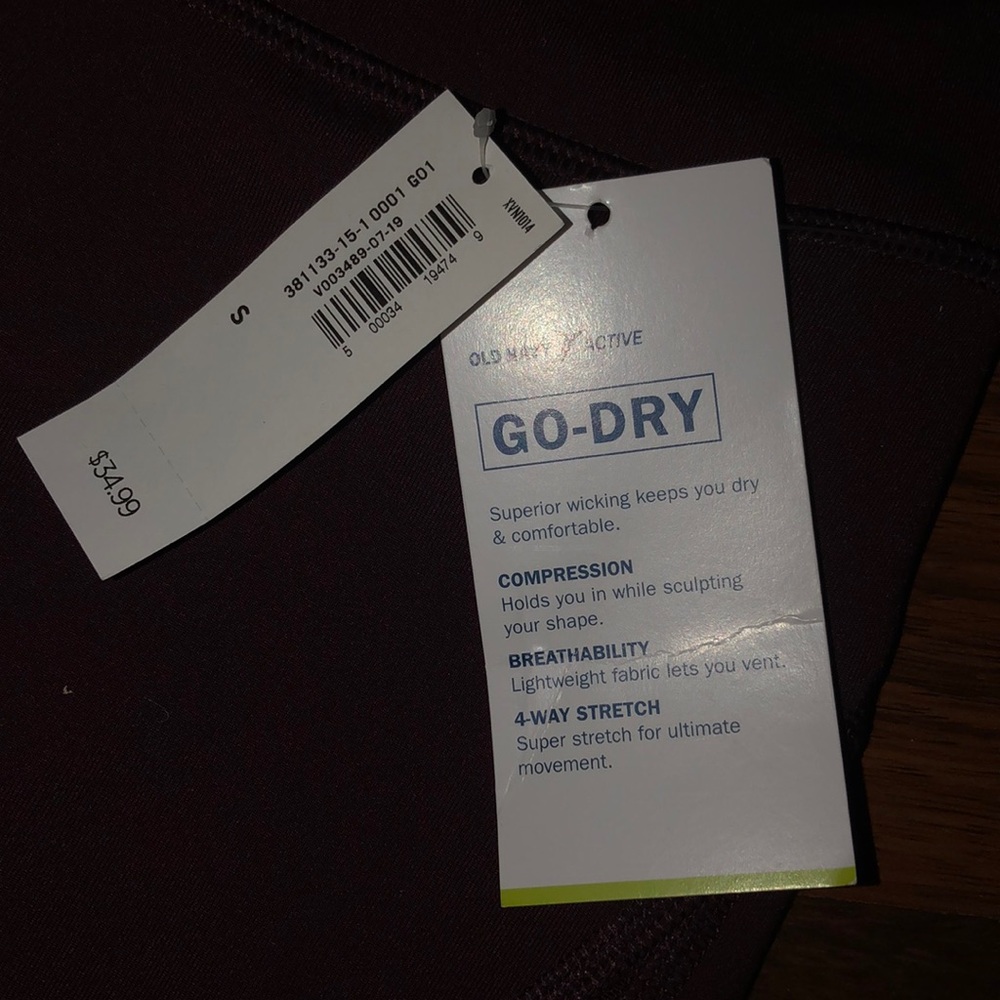 381133-15-1 0001 G01
V003489-07-19
XVN1014
5 00034 19474 9
S
$34.99
OLD NAVY ACTIVE
GO-DRY
Superior wicking keeps you dry
& comfortable.
COMPRESSION
Holds you in while sculpting
your shape.
BREATHABILITY
Lightweight fabric lets you vent.
4-WAY STRETCH
Super stretch for ultimate
movement.